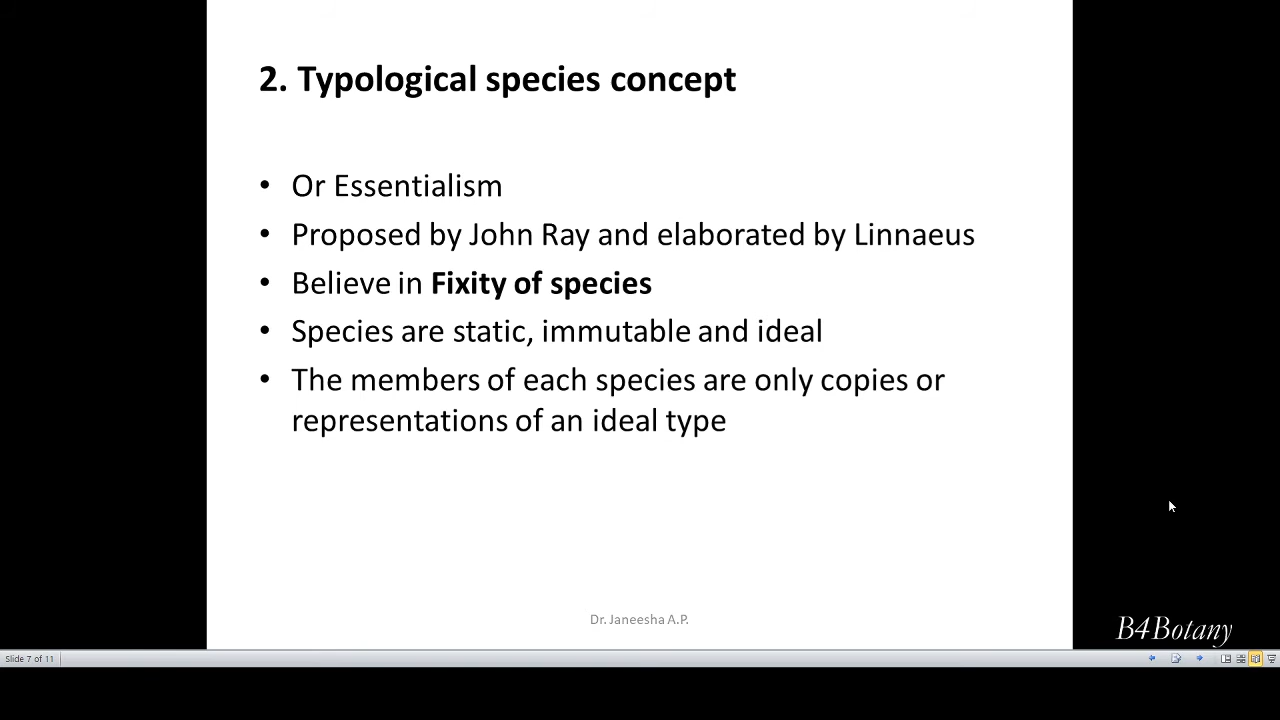 2. Typological species concept
• Or Essentialism
• Proposed by John Ray and elaborated by Linnaeus
• Believe in Fixity of species
• Species are static, immutable and ideal
• The members of each species are only copies or
representations of an ideal type
Dr. Janeesha A.P.
B4Botany
Slide 7 of 11